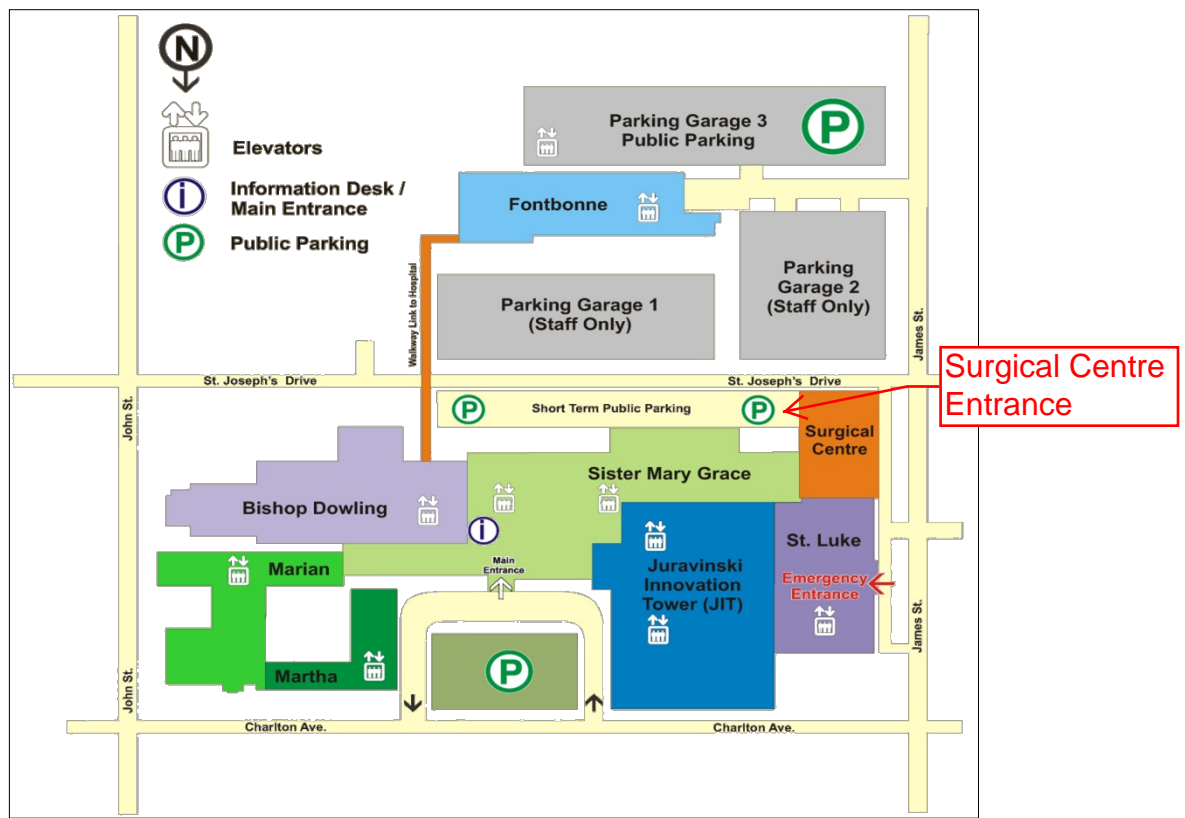 N
Elevators
i
Information Desk /
Main Entrance
P
Public Parking
Parking Garage 3
Public Parking
P
Fontbonne
Walkway Link to Hospital
Parking Garage 1
(Staff Only)
Parking
Garage 2
(Staff Only)
James St.
John St.
St. Joseph's Drive
St. Joseph's Drive
Surgical Centre
Entrance
P
Short Term Public Parking
P
Surgical
Centre
Sister Mary Grace
Bishop Dowling
i
Main
Entrance
Marian
Juravinski
Innovation
Tower (JIT)
St. Luke
Emergency
Entrance
James St.
John St.
Martha
P
Charlton Ave.
Charlton Ave.